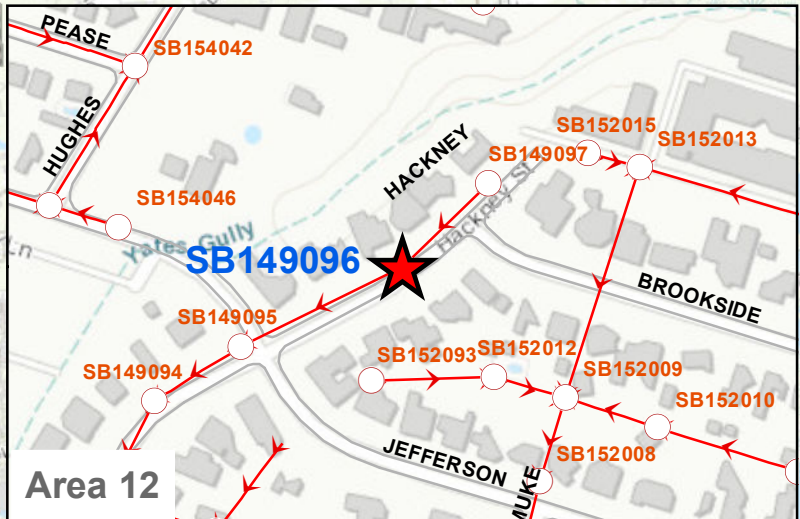 PEASE
SB154042
HUGHES
HACKNEY
SB152015
SB152013
SB149097
Hackney St
SB154046
Yates Gully
Ln
SB149096
BROOKSIDE
SB149095
SB152093
SB152012
SB152009
SB149094
SB152010
JEFFERSON
SB152008
MUKE
Area 12